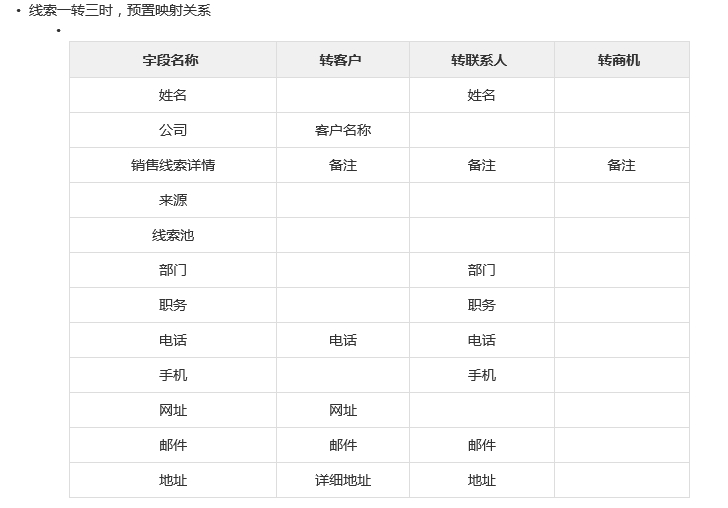 • 线索一转三时，预置映射关系
•
字段名称 转客户 转联系人 转商机
姓名 姓名
公司 客户名称
销售线索详情 备注 备注 备注
来源
线索池
部门 部门
职务 职务
电话 电话 电话
手机 手机
网址 网址
邮件 邮件 邮件
地址 详细地址 地址